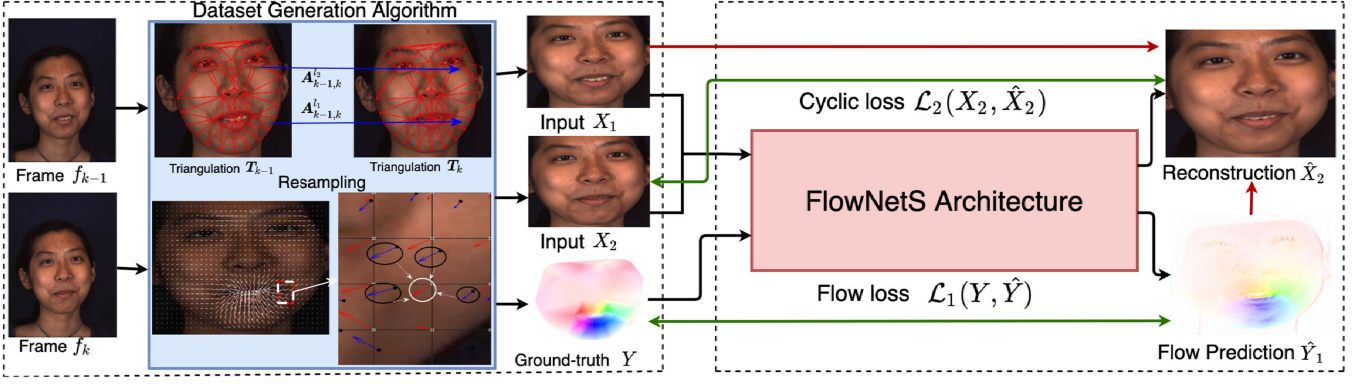 Dataset Generation Algorithm
Frame f_{k-1}
A^{l_2}_{k-1,k}
A^{l_1}_{k-1,k}
Triangulation T_{k-1}
Triangulation T_k
Resampling
Frame f_k
Input X_1
Input X_2
Ground-truth Y
Cyclic loss ℒ_2(X_2, X̂_2)
FlowNetS Architecture
Flow loss ℒ_1(Y, Ŷ)
Reconstruction X̂_2
Flow Prediction Ŷ_1